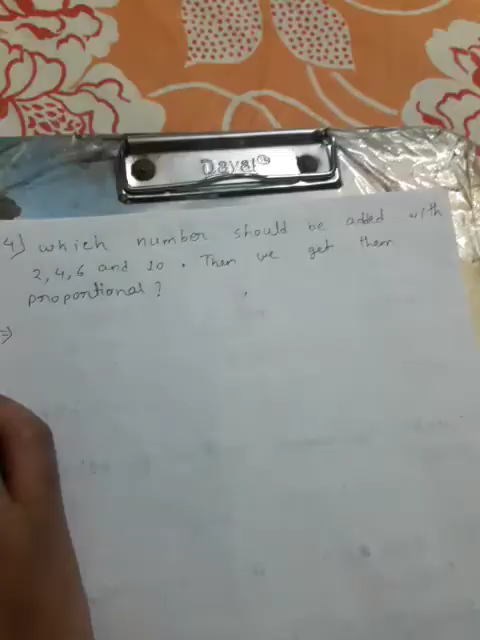 Dayal®
4) which number should be added with
2, 4, 6 and 10 . Then we get them
proportional ?
=>